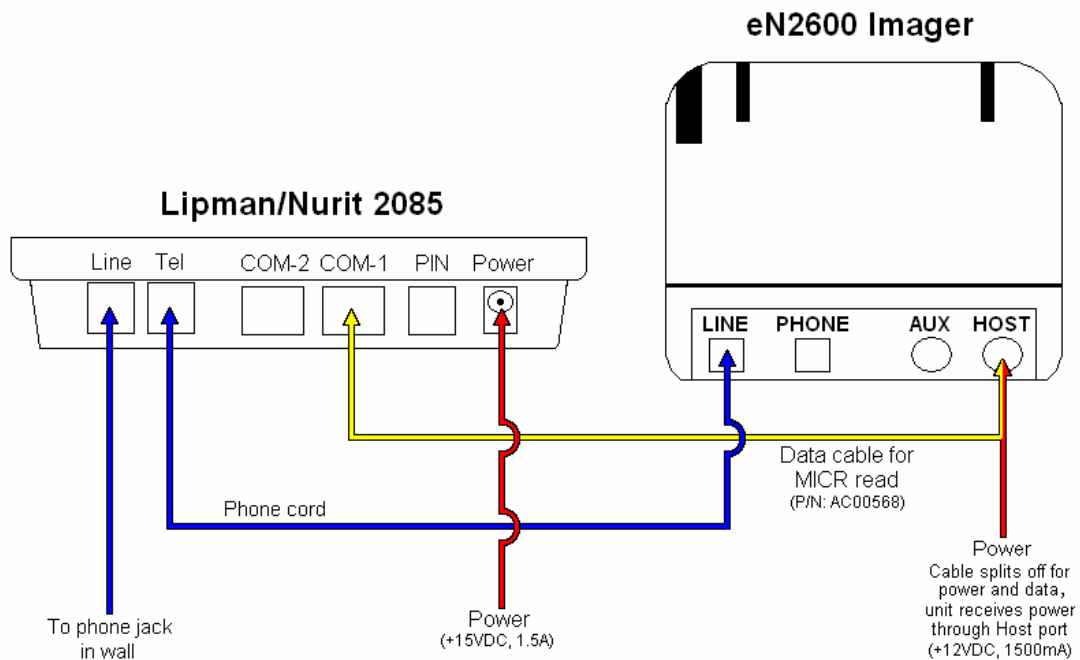 eN2600 Imager
Lipman/Nurit 2085
Line Tel COM-2 COM-1 PIN Power
LINE PHONE AUX HOST
Data cable for
MICR read
(P/N: AC00568)
Phone cord
To phone jack
in wall
Power
(+15VDC, 1.5A)
Power
Cable splits off for
power and data,
unit receives power
through Host port
(+12VDC, 1500mA)